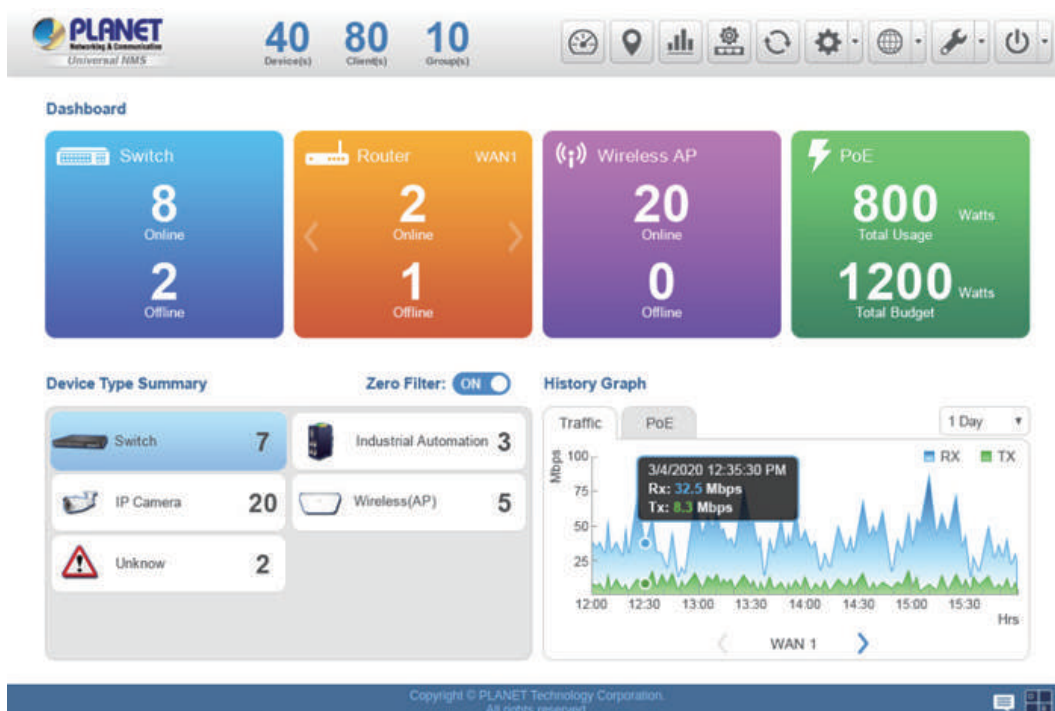 PLANET
Networking & Communication
Universal NMS
40
Device(s)
80
Client(s)
10
Group(s)
Dashboard
Switch
8
Online
2
Offline
Router WAN1
2
Online
1
Offline
Wireless AP
20
Online
0
Offline
PoE
800 Watts
Total Usage
1200 Watts
Total Budget
Device Type Summary
Zero Filter: ON
Switch 7
Industrial Automation 3
IP Camera 20
Wireless(AP) 5
Unknow 2
History Graph
Traffic
PoE
1 Day
Mbps
RX
TX
100
75
50
25
3/4/2020 12:35:30 PM
Rx: 32.5 Mbps
Tx: 8.3 Mbps
12:00 12:30 13:00 13:30 14:00 14:30 15:00 15:30
Hrs
WAN 1
Copyright © PLANET Technology Corporation.
All rights reserved